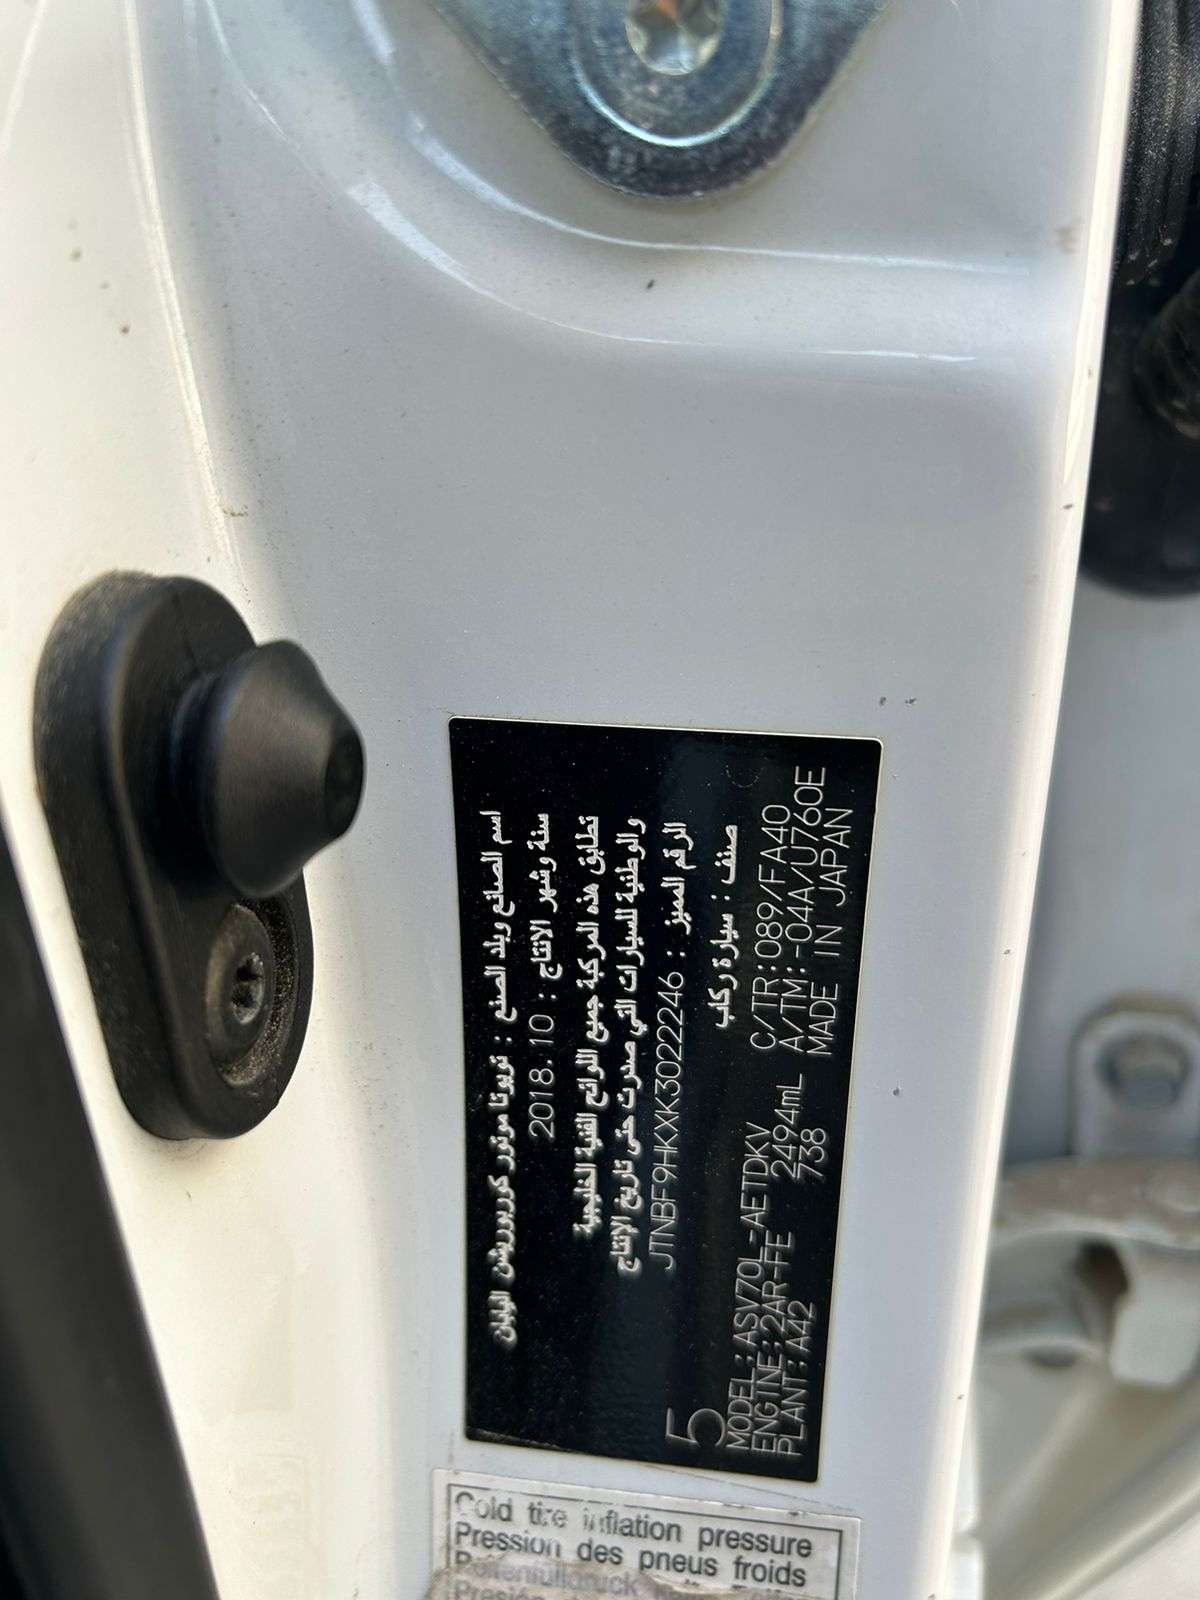 اسم الصانع وبلد الصنع : تويوتا موتور كوربوريشن اليابان
سنة وشهر الانتاج : 2018.10
تطابق هذه المركبة جميع اللوائح الفنية الخليجية
والوطنية للسيارات التي صدرت حتى تاريخ الإنتاج
الرقم المميز : JTNBF9HKXK3022246
صنف : سيارة ركاب
5
MODEL:ASV70L-AETDKV C/TR:089/FA40
ENGINE:2AR-FE 2494mL A/TM:-04A/U760E
PLANT:A42 738 MADE IN JAPAN
Cold tire inflation pressure
Pression des pneus froids
Reifenfülldruck
Presión